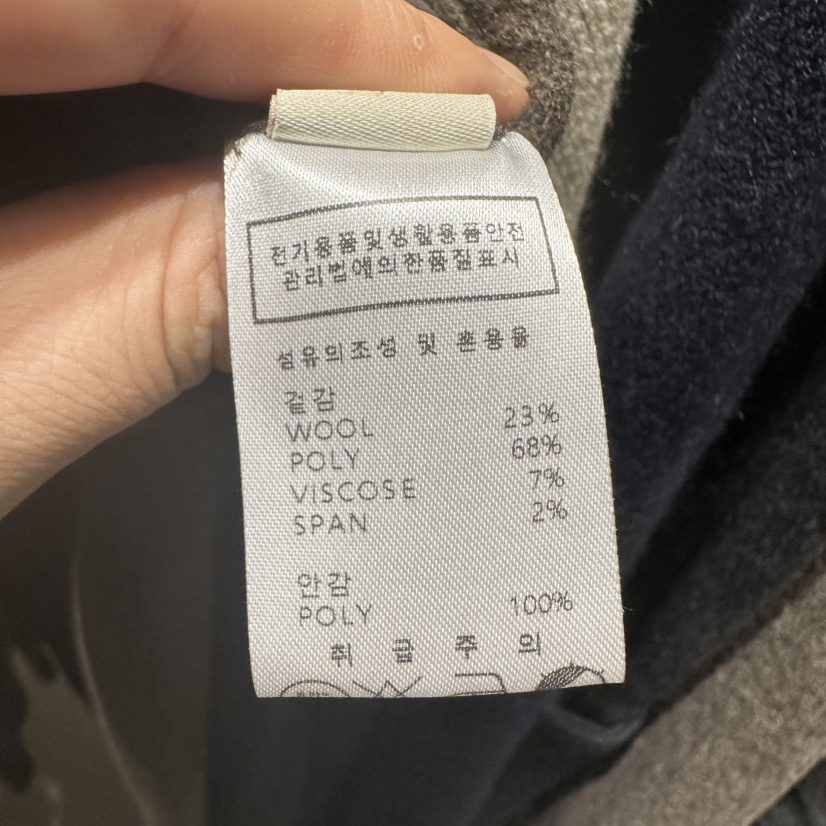 전기용품및생활용품안전
관리법에의한품질표시
섬유의조성 및 혼용율
겉감
WOOL 23%
POLY 68%
VISCOSE 7%
SPAN 2%
안감
POLY 100%
취급주의